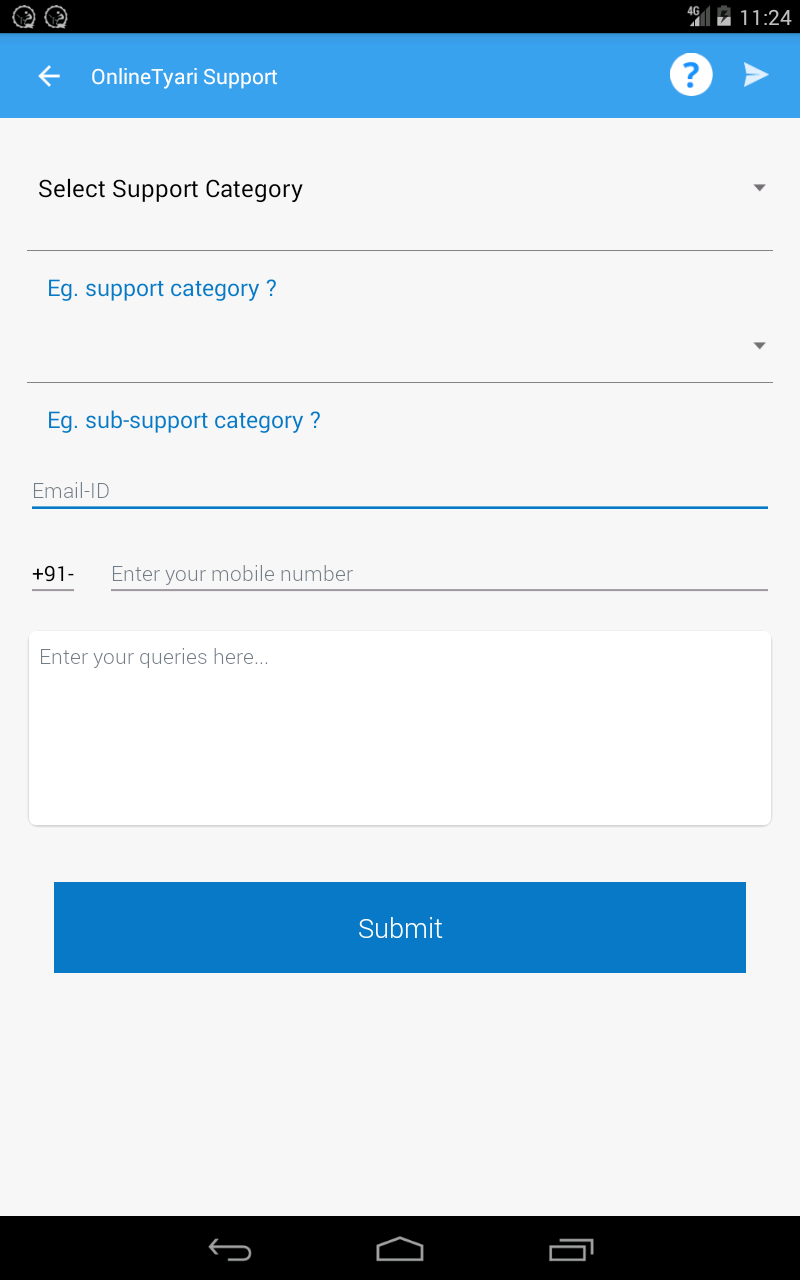 4G 11:24
OnlineTyari Support ?
Select Support Category
Eg. support category ?
Eg. sub-support category ?
Email-ID
+91- Enter your mobile number
Enter your queries here...
Submit